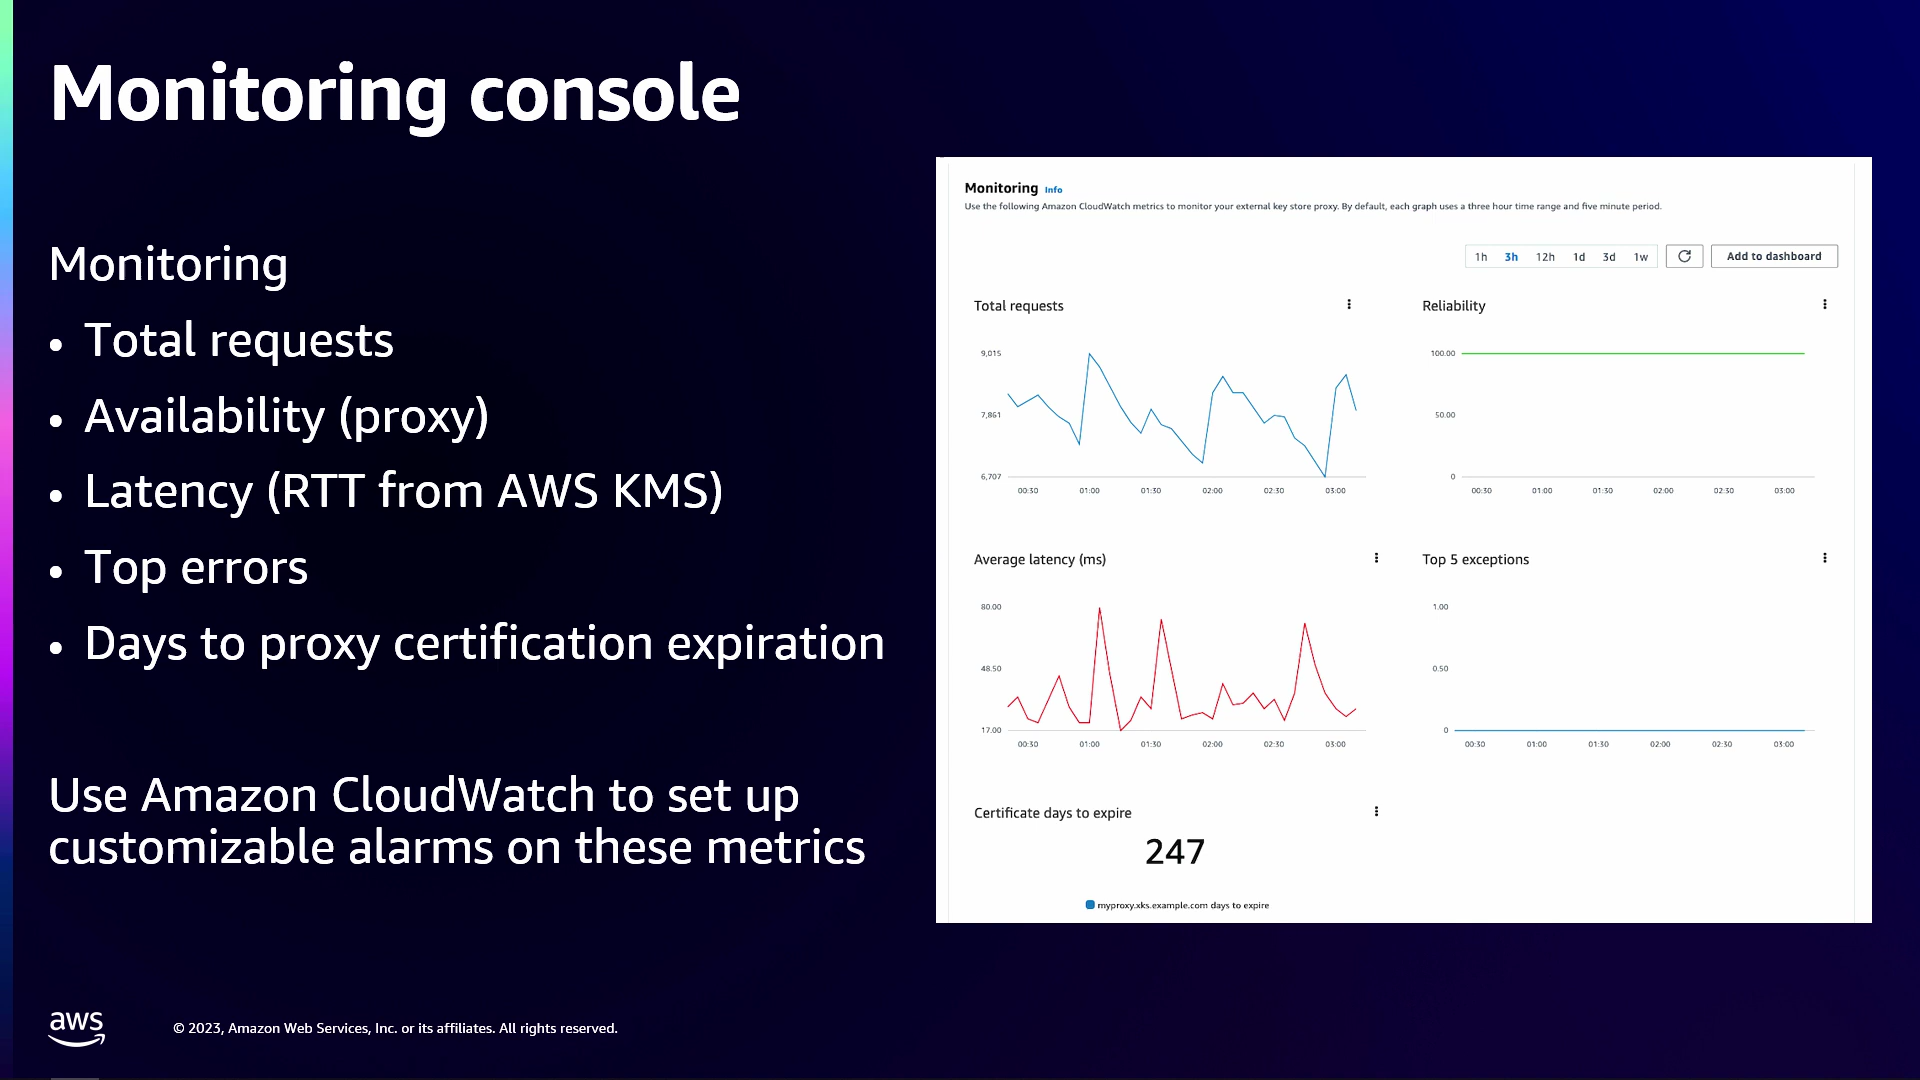 Monitoring console
Monitoring
• Total requests
• Availability (proxy)
• Latency (RTT from AWS KMS)
• Top errors
• Days to proxy certification expiration
Use Amazon CloudWatch to set up
customizable alarms on these metrics
Monitoring Info
Use the following Amazon CloudWatch metrics to monitor your external key store proxy. By default, each graph uses a three hour time range and five minute period.
1h 3h 12h 1d 3d 1w Add to dashboard
Total requests
9,015
7,861
6,707
00:30 01:00 01:30 02:00 02:30 03:00
Reliability
100.00
50.00
0
00:30 01:00 01:30 02:00 02:30 03:00
Average latency (ms)
80.00
48.50
17.00
00:30 01:00 01:30 02:00 02:30 03:00
Top 5 exceptions
1.00
0.50
0
00:30 01:00 01:30 02:00 02:30 03:00
Certificate days to expire
247
myproxy.xks.example.com days to expire
aws
© 2023, Amazon Web Services, Inc. or its affiliates. All rights reserved.